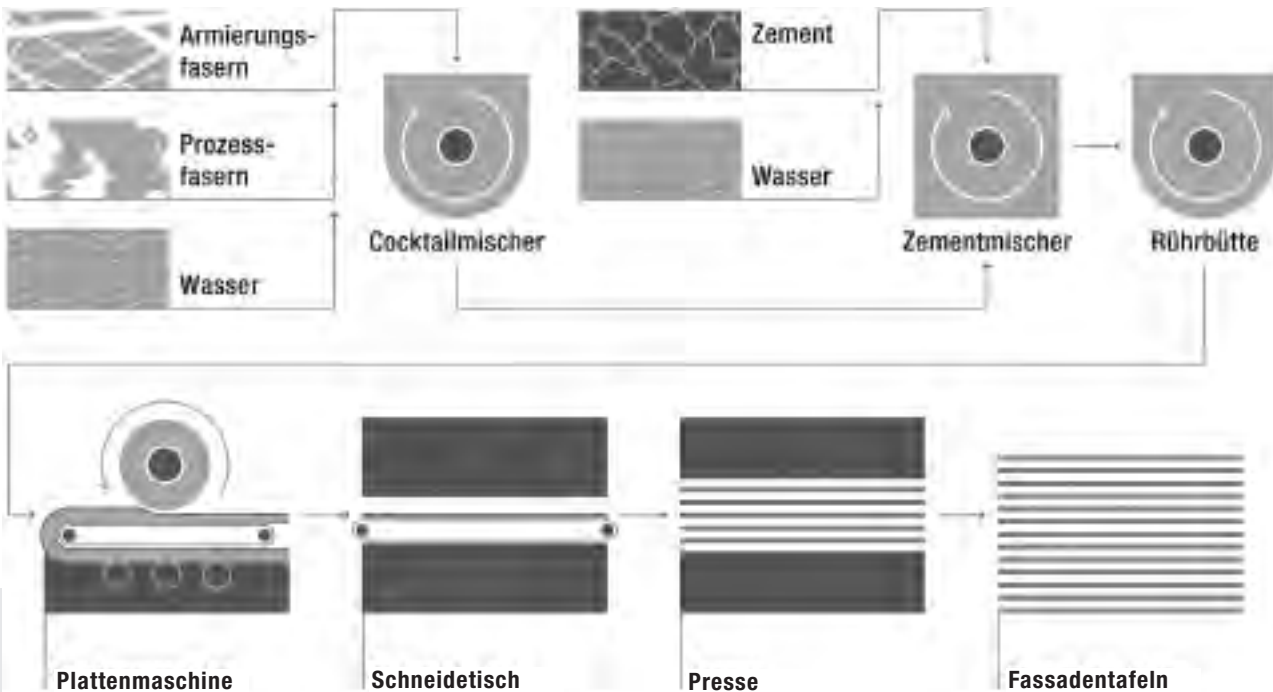 Armierungs-
fasern
Zement
Prozess-
fasern
Wasser
Cocktailmischer
Zementmischer
Rührbütte
Wasser
Plattenmaschine
Schneidetisch
Presse
Fassadentafeln